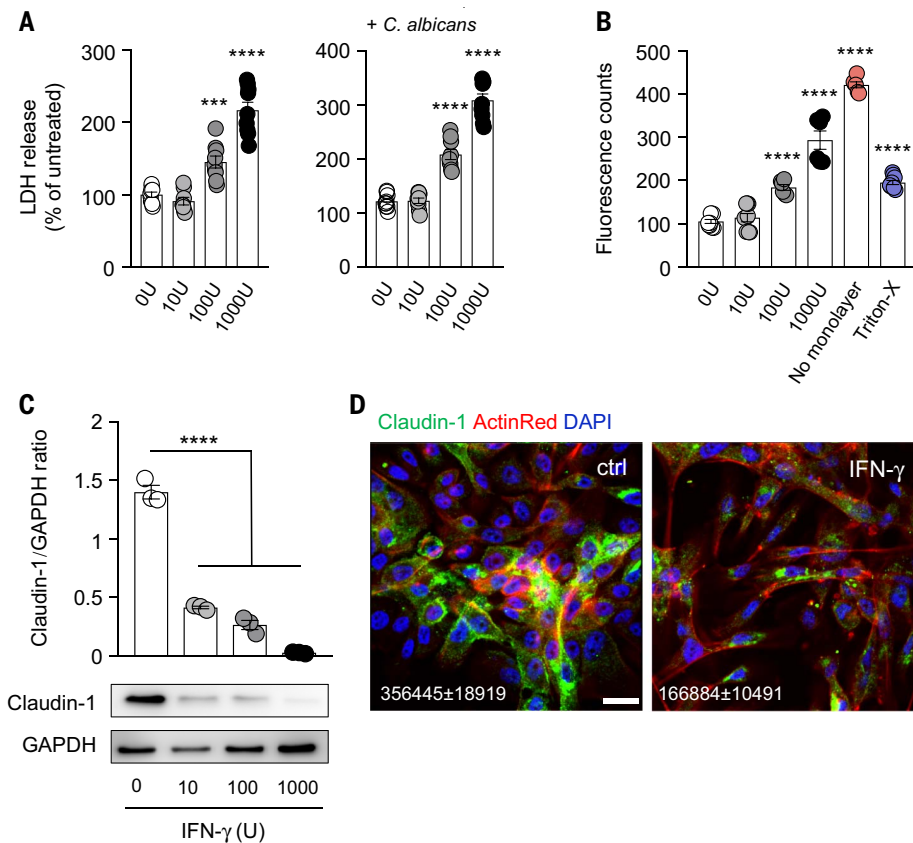 A
LDH release
(% of untreated)
300
200
100
0
***
****
0U
10U
100U
1000U
+ C. albicans
400
300
200
100
0
****
****
0U
10U
100U
1000U
B
Fluorescence counts
500
400
300
200
100
0
****
****
****
****
0U
10U
100U
1000U
No monolayer
Triton-X
C
Claudin-1/GAPDH ratio
2
1.5
1
0.5
0
****
Claudin-1
GAPDH
0 10 100 1000
IFN-γ (U)
D
Claudin-1 ActinRed DAPI
ctrl
356445±18919
IFN-γ
166884±10491